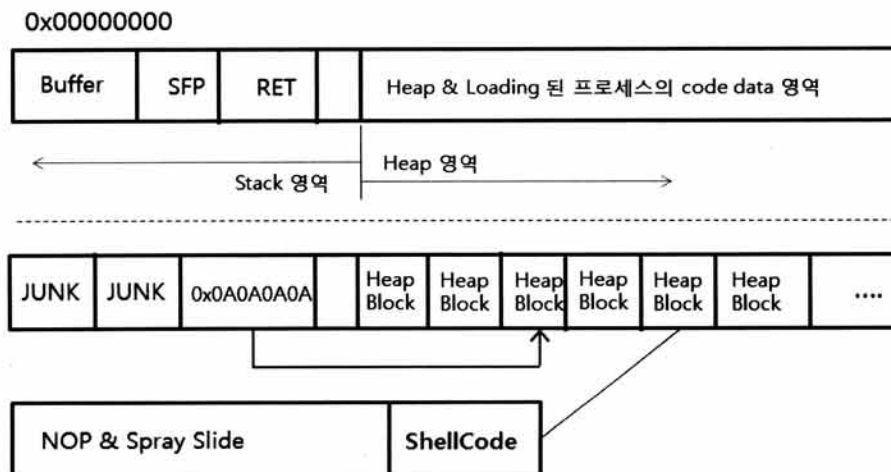 0x00000000
Buffer SFP RET Heap & Loading 된 프로세스의 code data 영역
Heap 영역
Stack 영역
JUNK JUNK 0x0A0A0A0A Heap Block Heap Block Heap Block Heap Block Heap Block Heap Block ....
NOP & Spray Slide ShellCode